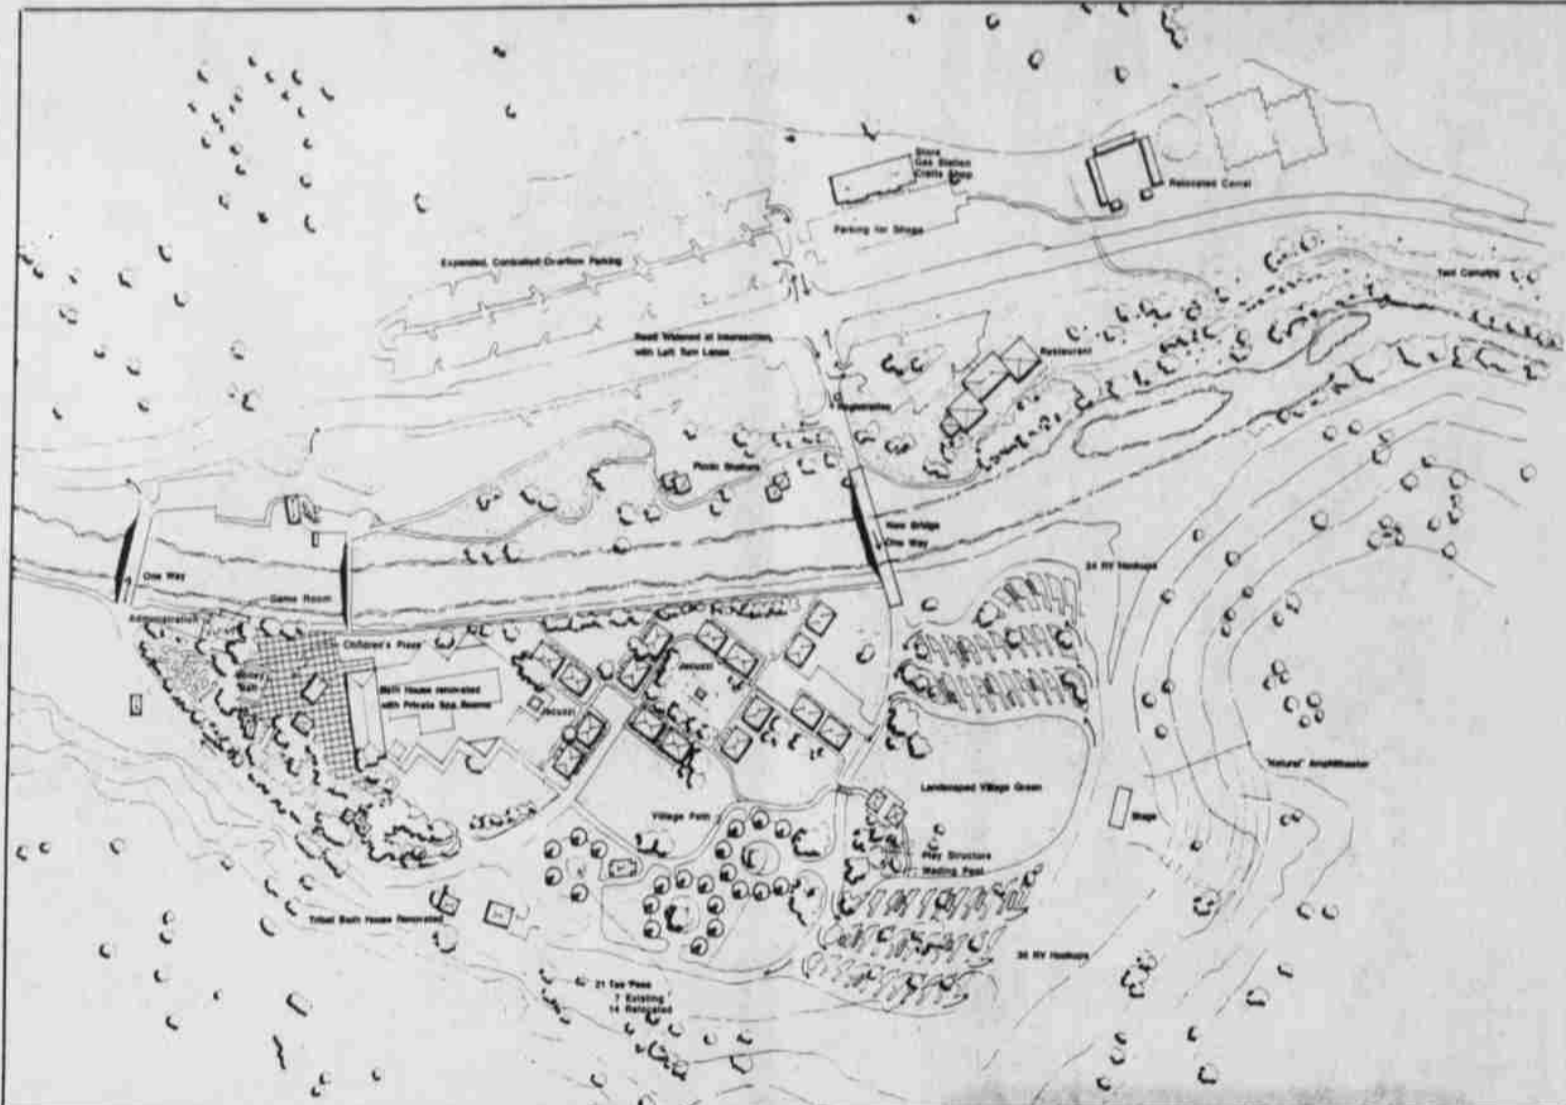 Store
Gas Station
Crafts Shop
Relocated Corral
Parking for Shops
Expanded, Controlled Overflow Parking
Tent Camping
Road Widened at Intersection,
with Left Turn Lanes
Restaurant
Registration
Picnic Shelters
New Bridge
One Way
One Way
24 RV Hookups
Game Room
Administration
Children's Plaza
Jacuzzi
Bath House renovated
with Private Spa Rooms
Jacuzzi
"Natural" Amphitheater
Landscaped Village Green
Village Path
Stage
Play Structure
Wading Pool
Tribal Bath House Renovated
RV Hookups
21 Tee Pees
7 Existing
14 Relocated